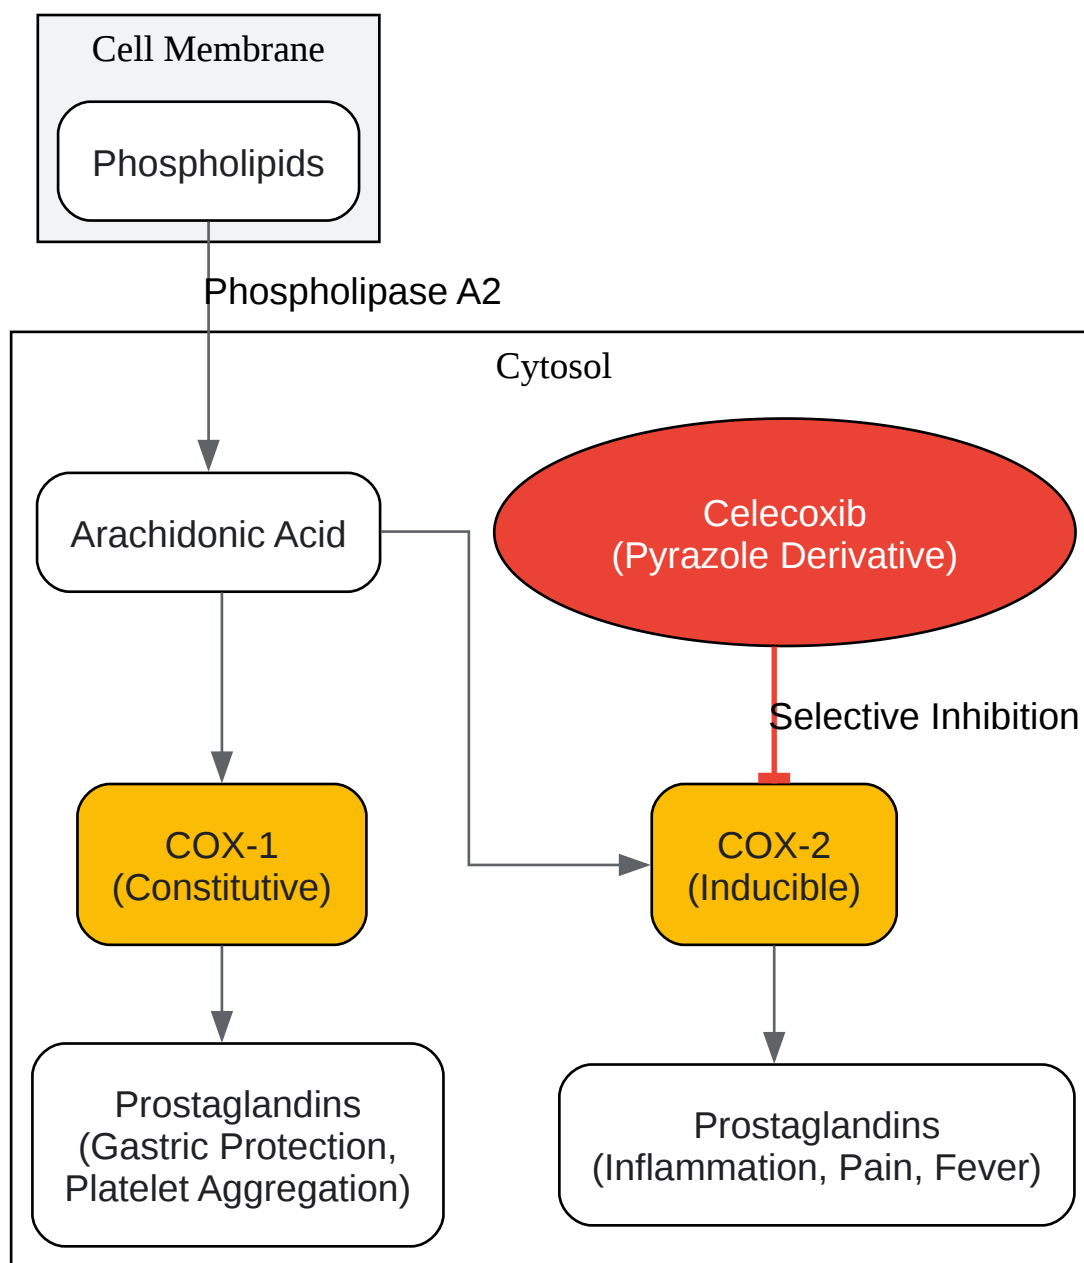 Cell Membrane
Phospholipids
Phospholipase A2
Cytosol
Arachidonic Acid
Celecoxib
(Pyrazole Derivative)
Selective Inhibition
COX-1
(Constitutive)
COX-2
(Inducible)
Prostaglandins
(Gastric Protection,
Platelet Aggregation)
Prostaglandins
(Inflammation, Pain, Fever)